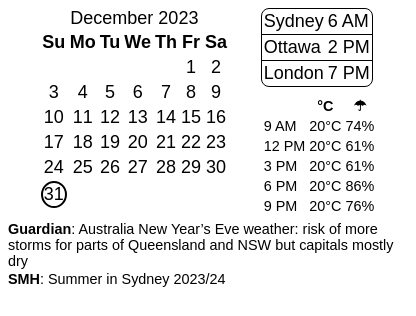 December 2023
Su Mo Tu We Th Fr Sa
1 2
3 4 5 6 7 8 9
10 11 12 13 14 15 16
17 18 19 20 21 22 23
24 25 26 27 28 29 30
31
Sydney 6 AM
Ottawa 2 PM
London 7 PM
°C ☂
9 AM 20°C 74%
12 PM 20°C 61%
3 PM 20°C 61%
6 PM 20°C 86%
9 PM 20°C 76%
Guardian: Australia New Year’s Eve weather: risk of more
storms for parts of Queensland and NSW but capitals mostly
dry
SMH: Summer in Sydney 2023/24